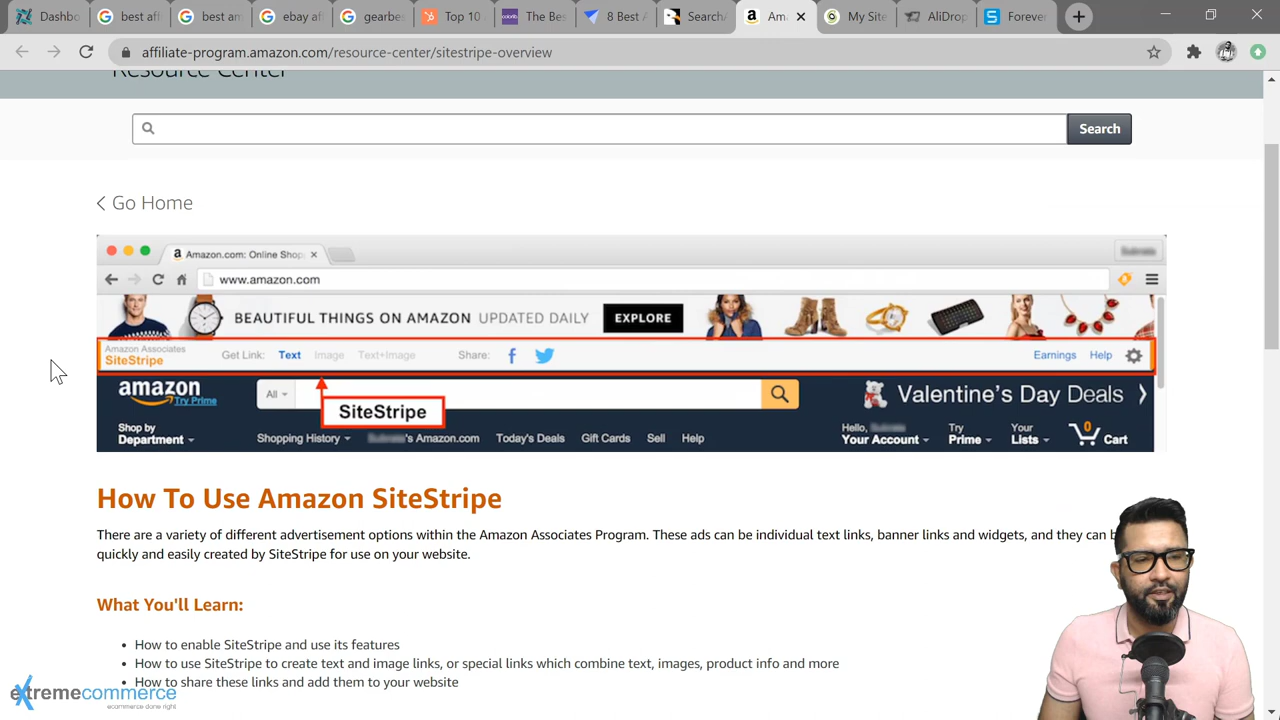 Dashbo
best aff
best am
ebay af
gearbes
Top 10
The Bes
8 Best A
Search/
Ama
My Site
AliDrop
Forever
affiliate-program.amazon.com/resource-center/sitestripe-overview
Resource Center
Search
Go Home
Amazon.com: Online Shop
www.amazon.com
BEAUTIFUL THINGS ON AMAZON UPDATED DAILY EXPLORE
Amazon Associates
SiteStripe
Get Link: Text Image Text+Image Share: Earnings Help
amazon
Try Prime
All
SiteStripe
Valentine's Day Deals
Shop by
Department
Shopping History
's Amazon.com Today's Deals Gift Cards Sell Help
Hello,
Your Account
Try
Prime
Your
Lists
0
Cart
How To Use Amazon SiteStripe
There are a variety of different advertisement options within the Amazon Associates Program. These ads can be individual text links, banner links and widgets, and they can b
quickly and easily created by SiteStripe for use on your website.
What You'll Learn:
• How to enable SiteStripe and use its features
• How to use SiteStripe to create text and image links, or special links which combine text, images, product info and more
• How to share these links and add them to your website
extremecommerce
ecommerce done right